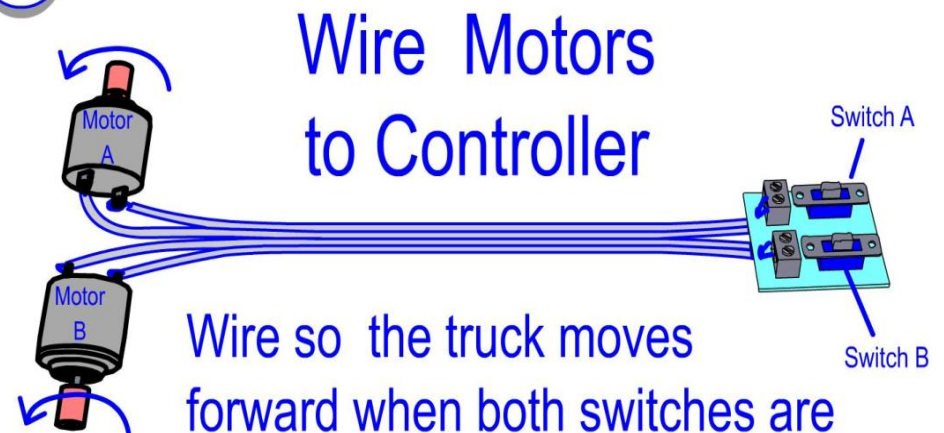 Wire Motors
to Controller
Motor
A
Switch A
Motor
B
Wire so the truck moves
forward when both switches are
Switch B